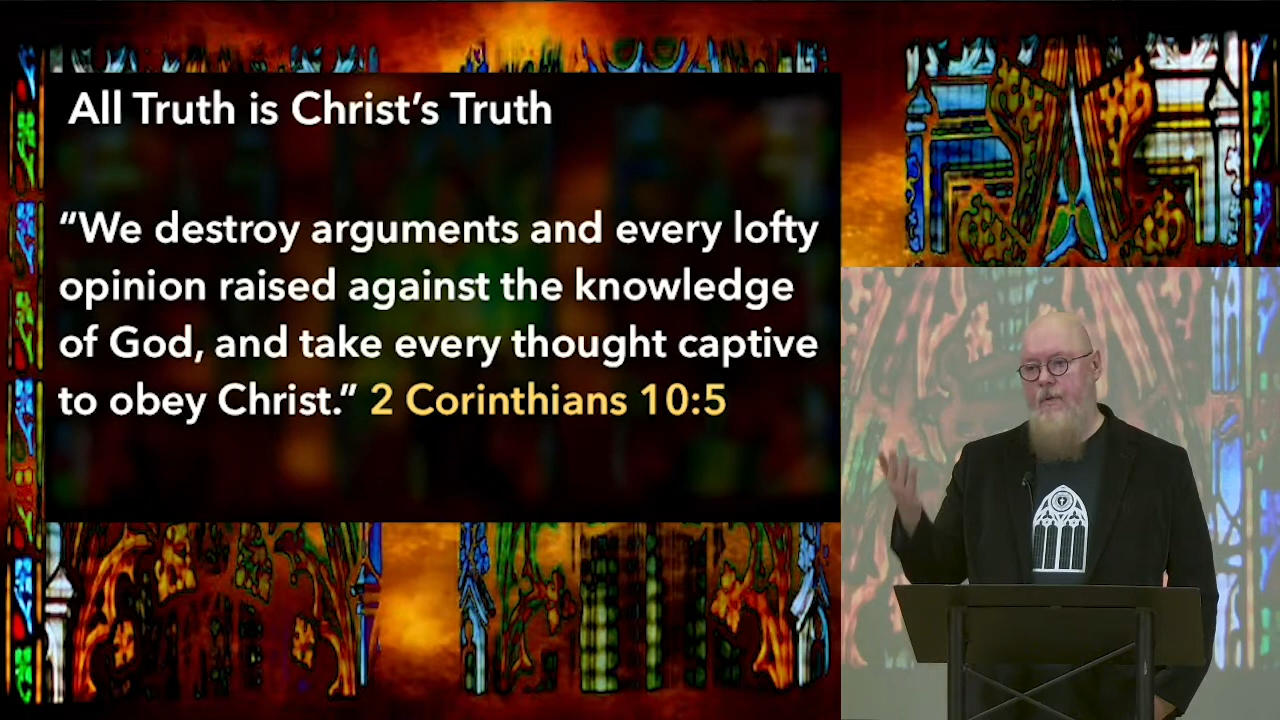 All Truth is Christ’s Truth
“We destroy arguments and every lofty
opinion raised against the knowledge
of God, and take every thought captive
to obey Christ.” 2 Corinthians 10:5